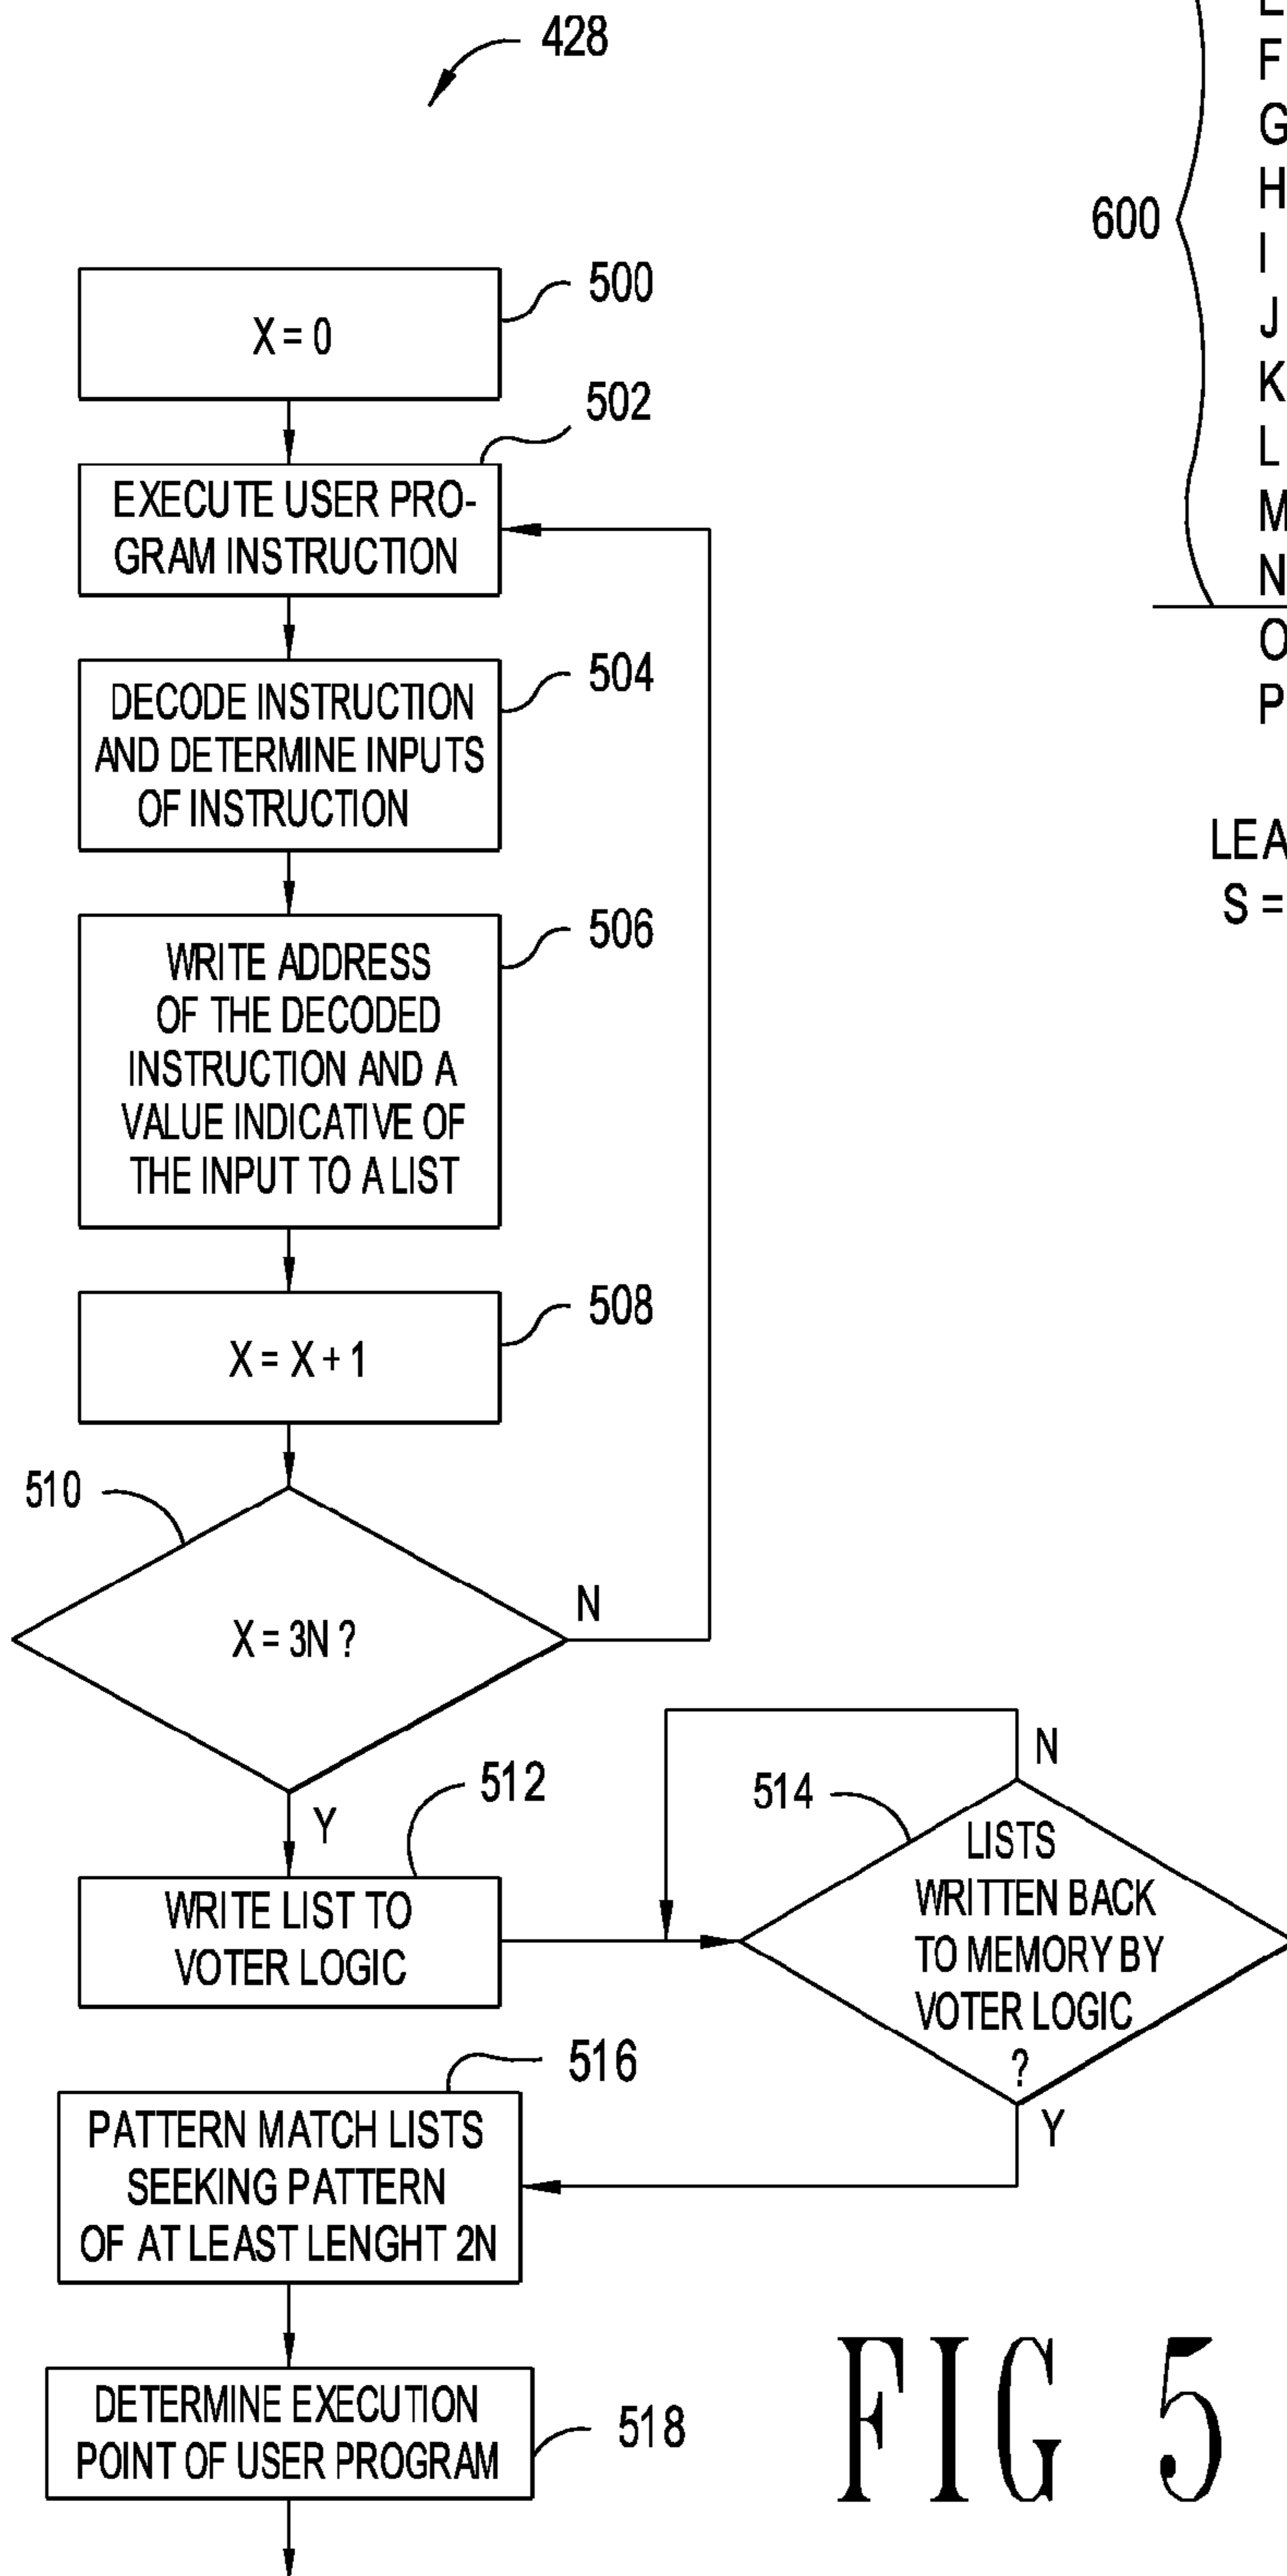 428
500
X = 0
502
EXECUTE USER PRO-
GRAM INSTRUCTION
504
DECODE INSTRUCTION
AND DETERMINE INPUTS
OF INSTRUCTION
506
WRITE ADDRESS
OF THE DECODED
INSTRUCTION AND A
VALUE INDICATIVE OF
THE INPUT TO A LIST
508
X = X + 1
510
X = 3N ?
N
Y
512
WRITE LIST TO
VOTER LOGIC
514
N
LISTS
WRITTEN BACK
TO MEMORY BY
VOTER LOGIC
?
Y
516
PATTERN MATCH LISTS
SEEKING PATTERN
OF AT LEAST LENGHT 2N
518
DETERMINE EXECUTION
POINT OF USER PROGRAM
FIG 5
600
F
G
H
I
J
K
L
M
N
O
P
S =